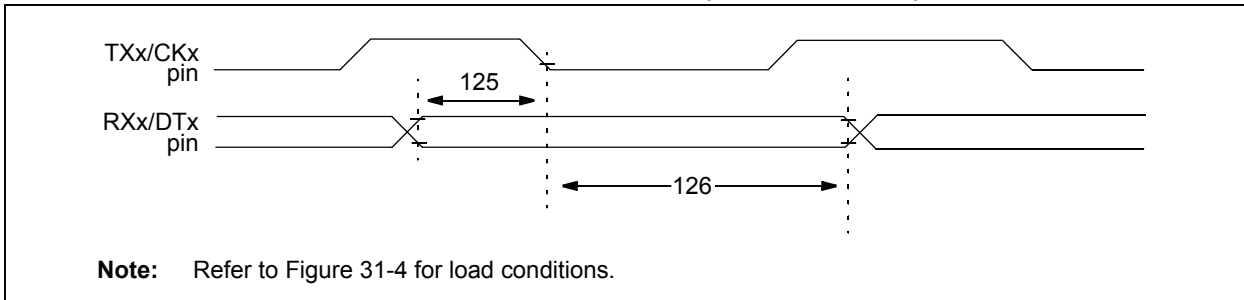 TXx/CKx
pin
125
RXx/DTx
pin
126
Note: Refer to Figure 31-4 for load conditions.